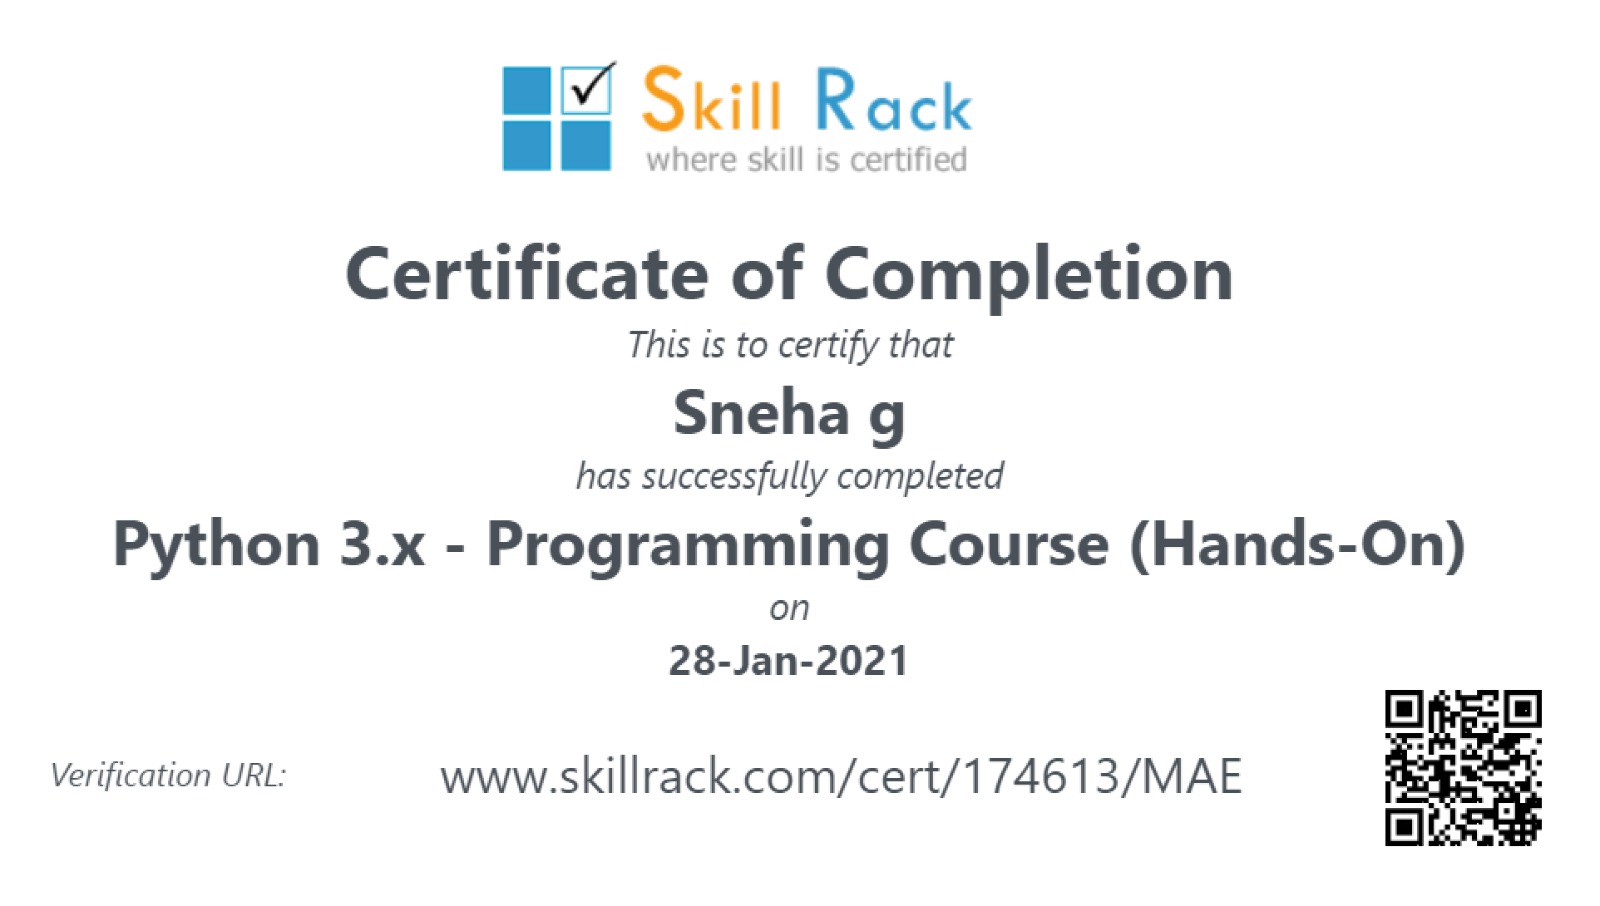 Skill Rack
where skill is certified
Certificate of Completion
This is to certify that
Sneha g
has successfully completed
Python 3.x - Programming Course (Hands-On)
on
28-Jan-2021
Verification URL: www.skillrack.com/cert/174613/MAE